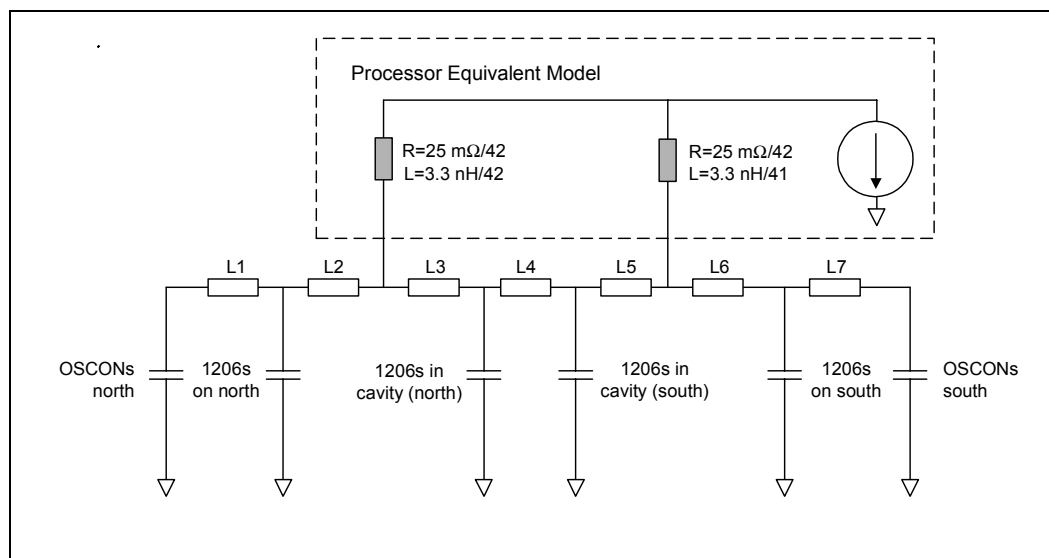 Processor Equivalent Model
R=25 mΩ/42
L=3.3 nH/42
R=25 mΩ/42
L=3.3 nH/41
L1
L2
L3
L4
L5
L6
L7
OSCONs
north
1206s
on north
1206s in
cavity (north)
1206s in
cavity (south)
1206s
on south
OSCONs
south